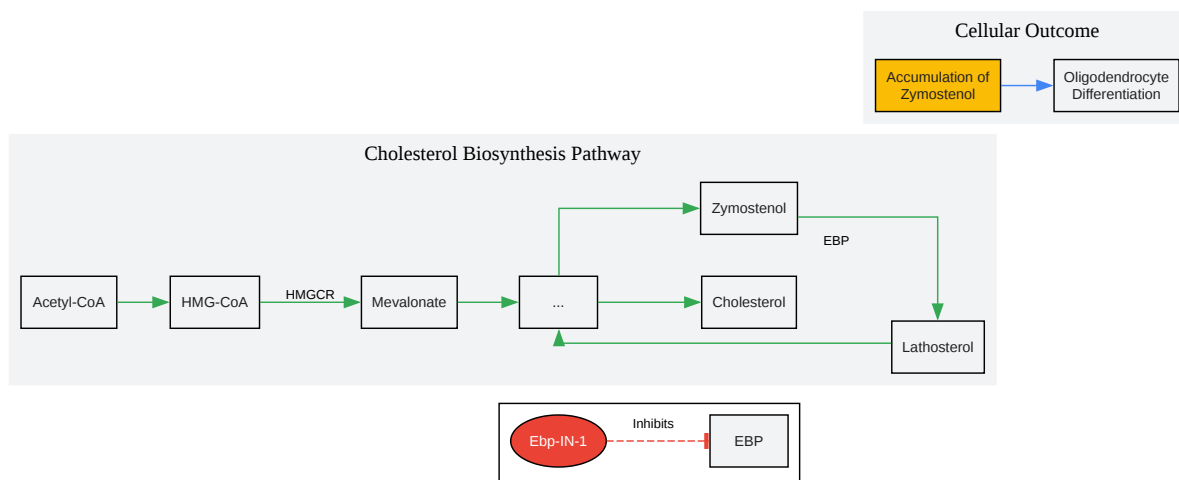 Cellular Outcome
Accumulation of
Zymostenol
Oligodendrocyte
Differentiation
Cholesterol Biosynthesis Pathway
Zymostenol
EBP
Acetyl-CoA
HMG-CoA
HMGCR
Mevalonate
...
Cholesterol
Lathosterol
Ebp-IN-1
Inhibits
EBP